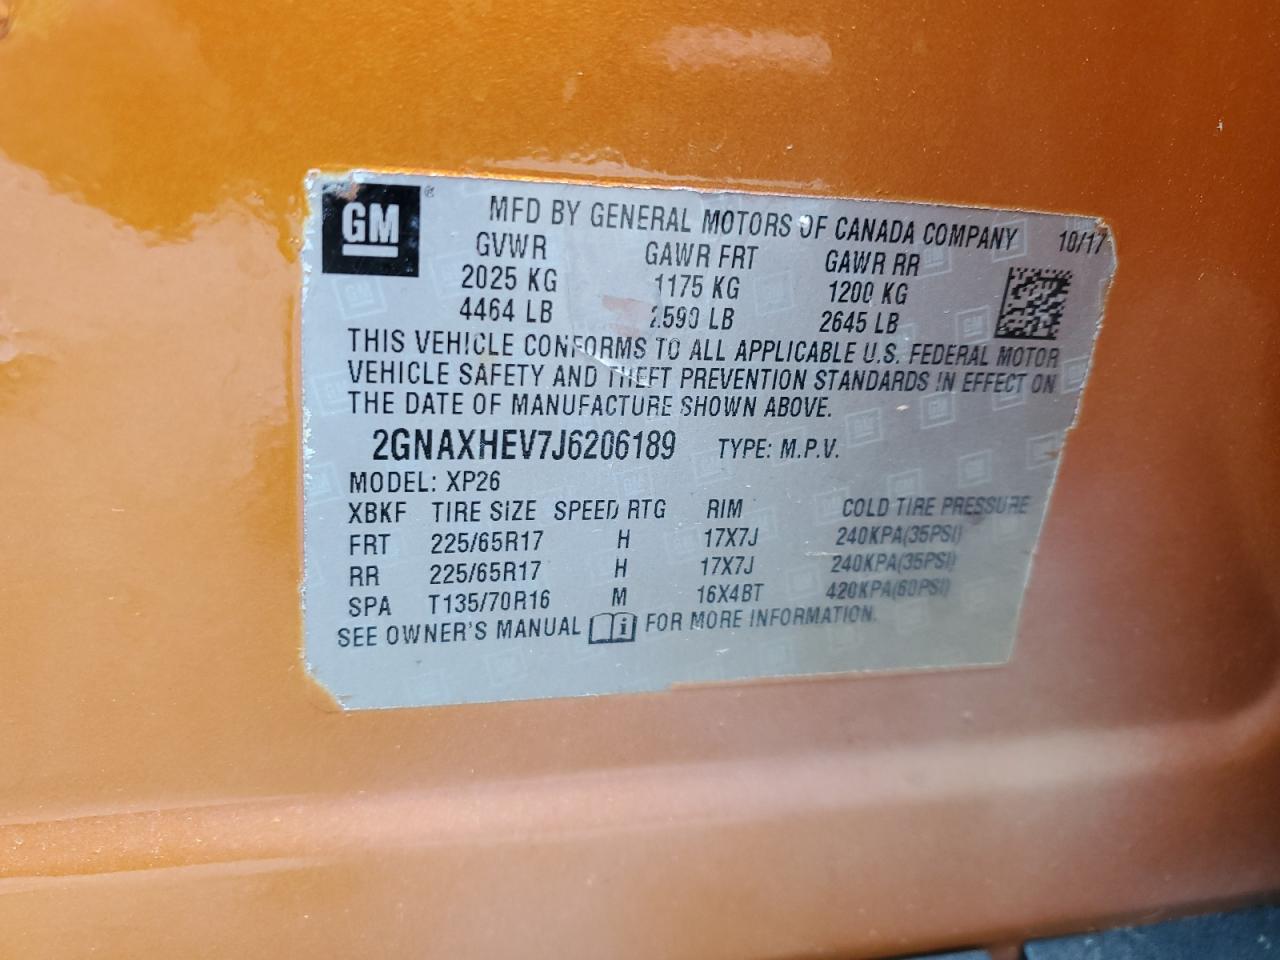 GM ®
MFD BY GENERAL MOTORS OF CANADA COMPANY 10/17
GVWR GAWR FRT GAWR RR
2025 KG 1175 KG 1200 KG
4464 LB 2590 LB 2645 LB
THIS VEHICLE CONFORMS TO ALL APPLICABLE U.S. FEDERAL MOTOR
VEHICLE SAFETY AND THEFT PREVENTION STANDARDS IN EFFECT ON
THE DATE OF MANUFACTURE SHOWN ABOVE.
2GNAXHEV7J6206189 TYPE: M.P.V.
MODEL: XP26
XBKF TIRE SIZE SPEED RTG RIM COLD TIRE PRESSURE
FRT 225/65R17 H 17X7J 240KPA(35PSI)
RR 225/65R17 H 17X7J 240KPA(35PSI)
SPA T135/70R16 M 16X4BT 420KPA(60PSI)
SEE OWNER'S MANUAL i FOR MORE INFORMATION.